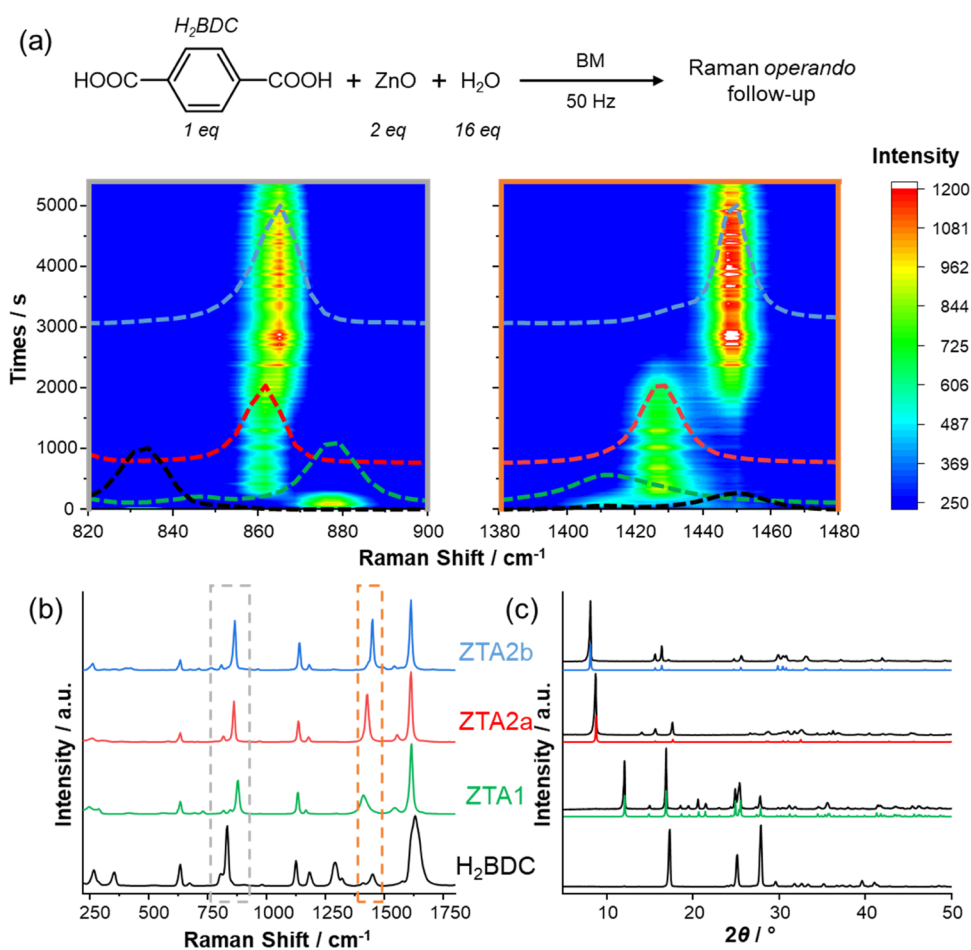 (a)
H₂BDC
HOOC
COOH + ZnO + H₂O
BM
50 Hz
Raman operando
follow-up
1 eq
2 eq
16 eq
Intensity
5000
4000
3000
2000
1000
0
Times / s
820
840
860
880
900
1380
1400
1420
1440
1460
1480
Raman Shift / cm⁻¹
1200
1081
962
844
725
606
487
369
250
(b)
Intensity / a.u.
ZTA2b
ZTA2a
ZTA1
H₂BDC
250
500
750
1000
1250
1500
1750
Raman Shift / cm⁻¹
(c)
Intensity / a.u.
10
20
30
40
50
2θ / °